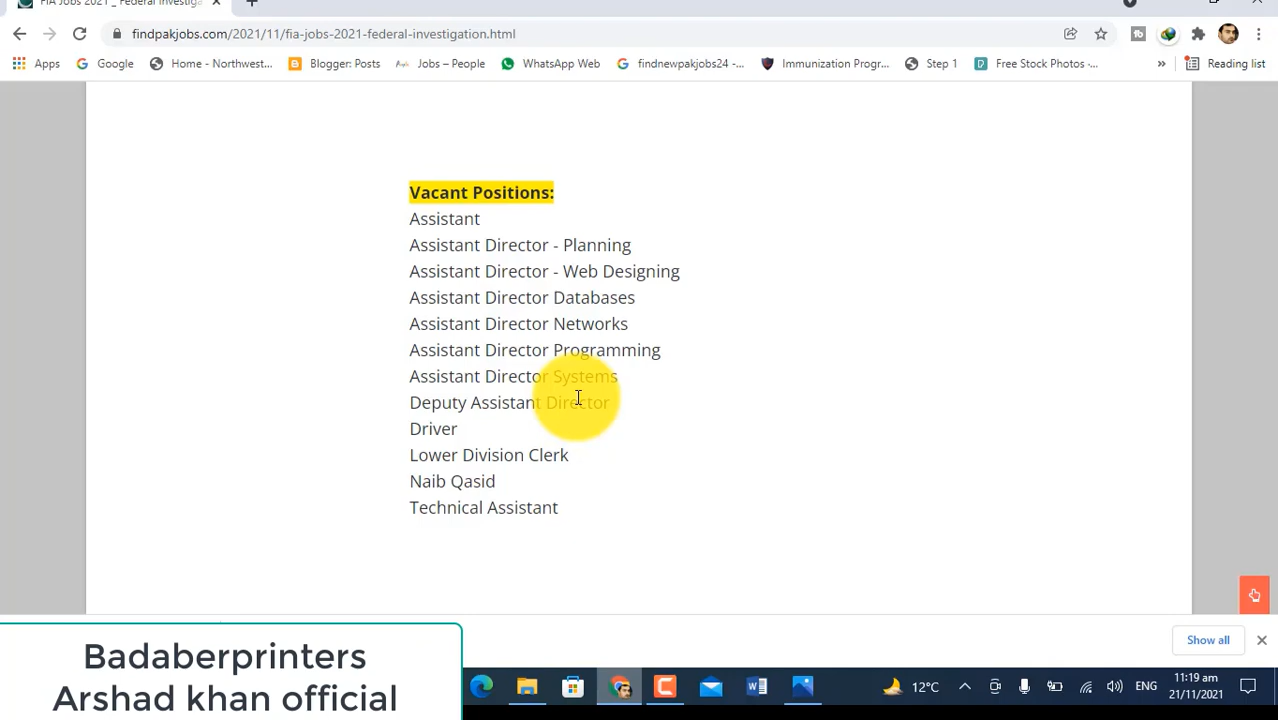 FIA Jobs 2021 _ Federal Investiga
findpakjobs.com/2021/11/fia-jobs-2021-federal-investigation.html
Apps
Google
Home - Northwest...
Blogger: Posts
Jobs – People
WhatsApp Web
findnewpakjobs24 -...
Immunization Progr...
Step 1
Free Stock Photos -...
»
Reading list
Vacant Positions:
Assistant
Assistant Director - Planning
Assistant Director - Web Designing
Assistant Director Databases
Assistant Director Networks
Assistant Director Programming
Assistant Director Systems
Deputy Assistant Director
Driver
Lower Division Clerk
Naib Qasid
Technical Assistant
Show all
Badaberprinters
Arshad khan official
12°C
ENG
11:19 am
21/11/2021